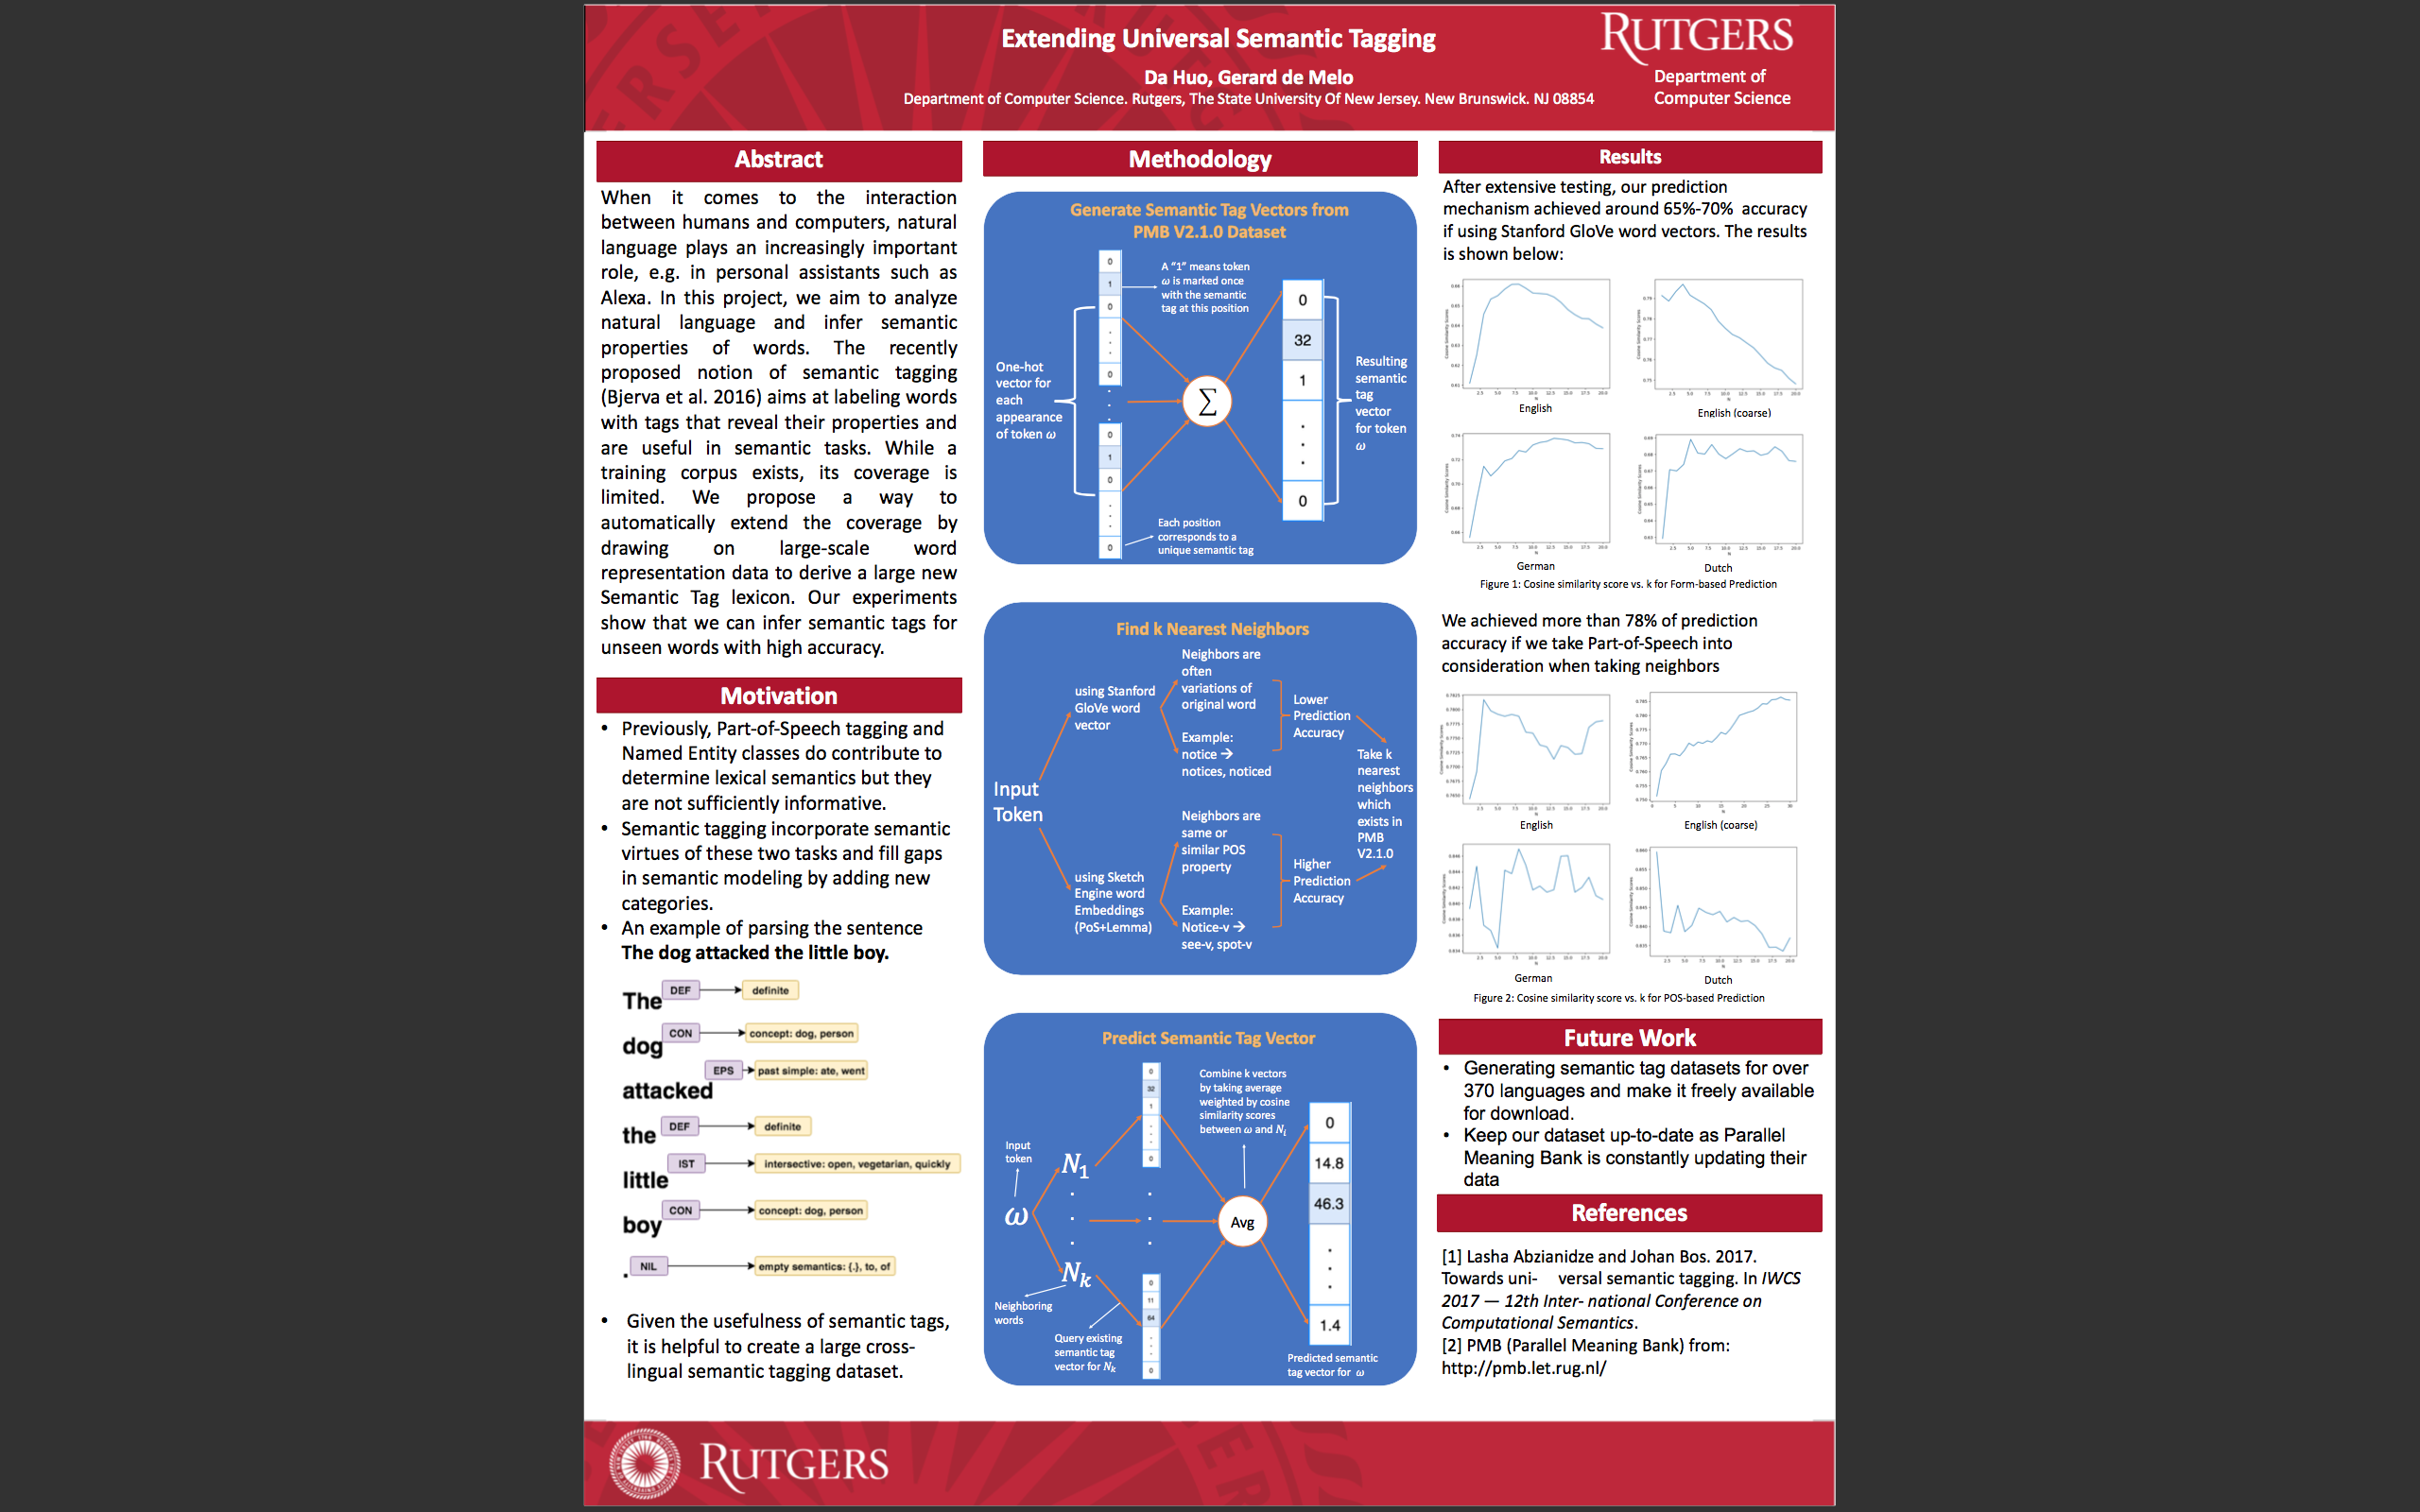 Extending Universal Semantic Tagging
Da Huo, Gerard de Melo
Department of Computer Science. Rutgers, The State University Of New Jersey. New Brunswick. NJ 08854
RUTGERS
Department of
Computer Science
Abstract
When it comes to the interaction
between humans and computers, natural
language plays an increasingly important
role, e.g. in personal assistants such as
Alexa. In this project, we aim to analyze
natural language and infer semantic
properties of words. The recently
proposed notion of semantic tagging
(Bjerva et al. 2016) aims at labeling words
with tags that reveal their properties and
are useful in semantic tasks. While a
training corpus exists, its coverage is
limited. We propose a way to
automatically extend the coverage by
drawing on large-scale word
representation data to derive a large new
Semantic Tag lexicon. Our experiments
show that we can infer semantic tags for
unseen words with high accuracy.
Motivation
• Previously, Part-of-Speech tagging and
Named Entity classes do contribute to
determine lexical semantics but they
are not sufficiently informative.
• Semantic tagging incorporate semantic
virtues of these two tasks and fill gaps
in semantic modeling by adding new
categories.
• An example of parsing the sentence
The dog attacked the little boy.
The DEF definite
dog CON concept: dog, person
attacked EPS past simple: ate, went
the DEF definite
little IST intersective: open, vegetarian, quickly
boy CON concept: dog, person
. NIL empty semantics: {.}, to, of
• Given the usefulness of semantic tags,
it is helpful to create a large cross-
lingual semantic tagging dataset.
Methodology
Generate Semantic Tag Vectors from
PMB V2.1.0 Dataset
0
1
0
0
0
1
0
0
A "1" means token
ω is marked once
with the semantic
tag at this position
One-hot
vector for
each
appearance
of token ω
∑
0
32
1
0
Resulting
semantic
tag
vector
for token
ω
Each position
corresponds to a
unique semantic tag
Find k Nearest Neighbors
Input
Token
using Stanford
GloVe word
vector
Neighbors are
often
variations of
original word
Example:
notice →
notices, noticed
Lower
Prediction
Accuracy
using Sketch
Engine word
Embeddings
(PoS+Lemma)
Neighbors are
same or
similar POS
property
Example:
Notice-v →
see-v, spot-v
Higher
Prediction
Accuracy
Take k
nearest
neighbors
which
exists in
PMB
V2.1.0
Predict Semantic Tag Vector
Input
token
ω
N1
Nk
Neighboring
words
0
32
1
0
0
11
64
0
Query existing
semantic tag
vector for Nk
Combine k vectors
by taking average
weighted by cosine
similarity scores
between ω and Ni
Avg
0
14.8
46.3
1.4
Predicted semantic
tag vector for ω
Results
After extensive testing, our prediction
mechanism achieved around 65%-70% accuracy
if using Stanford GloVe word vectors. The results
is shown below:
English
English (coarse)
German
Dutch
Figure 1: Cosine similarity score vs. k for Form-based Prediction
We achieved more than 78% of prediction
accuracy if we take Part-of-Speech into
consideration when taking neighbors
English
English (coarse)
German
Dutch
Figure 2: Cosine similarity score vs. k for POS-based Prediction
Future Work
• Generating semantic tag datasets for over
370 languages and make it freely available
for download.
• Keep our dataset up-to-date as Parallel
Meaning Bank is constantly updating their
data
References
[1] Lasha Abzianidze and Johan Bos. 2017.
Towards uni- versal semantic tagging. In IWCS
2017 — 12th Inter- national Conference on
Computational Semantics.
[2] PMB (Parallel Meaning Bank) from:
http://pmb.let.rug.nl/
RUTGERS